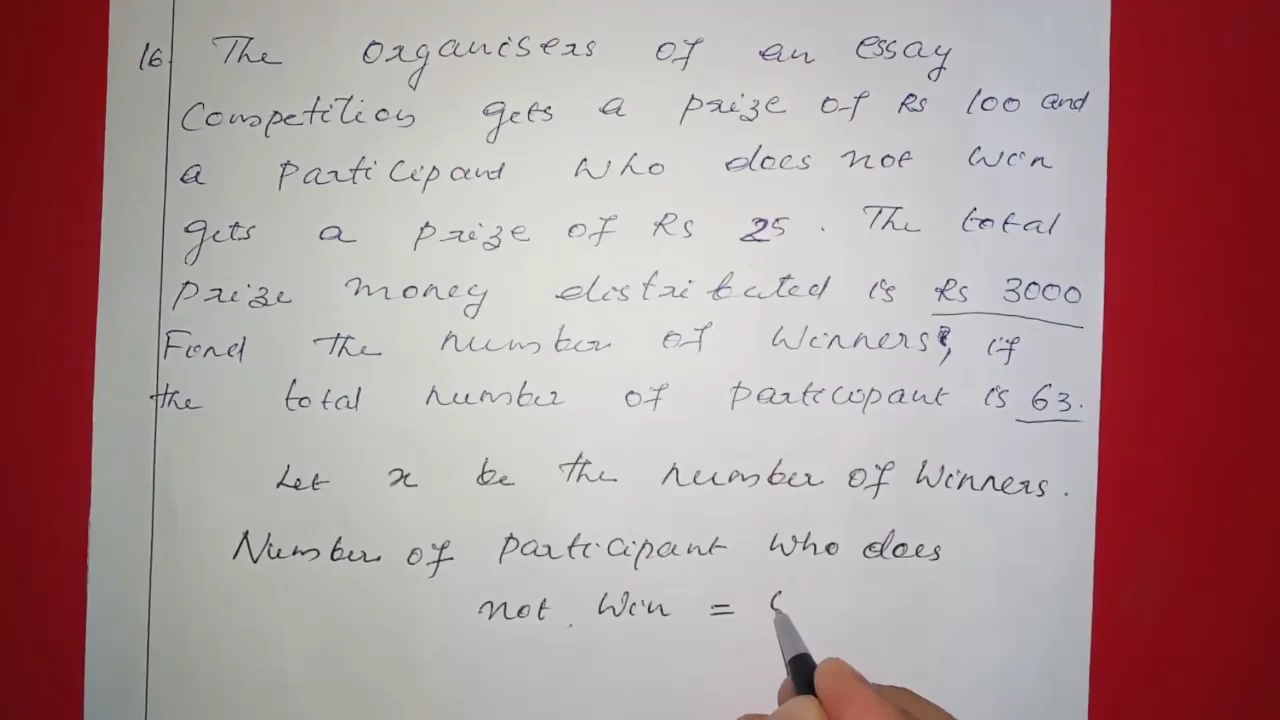 16. The organisers of an essay
Competition gets a prize of Rs 100 and
a participant who does not win
gets a prize of Rs 25. The total
prize money distributed is Rs 3000
Find the number of winners, if
the total number of participant is 63.
Let x be the number of Winners.
Number of participant who does
not win =